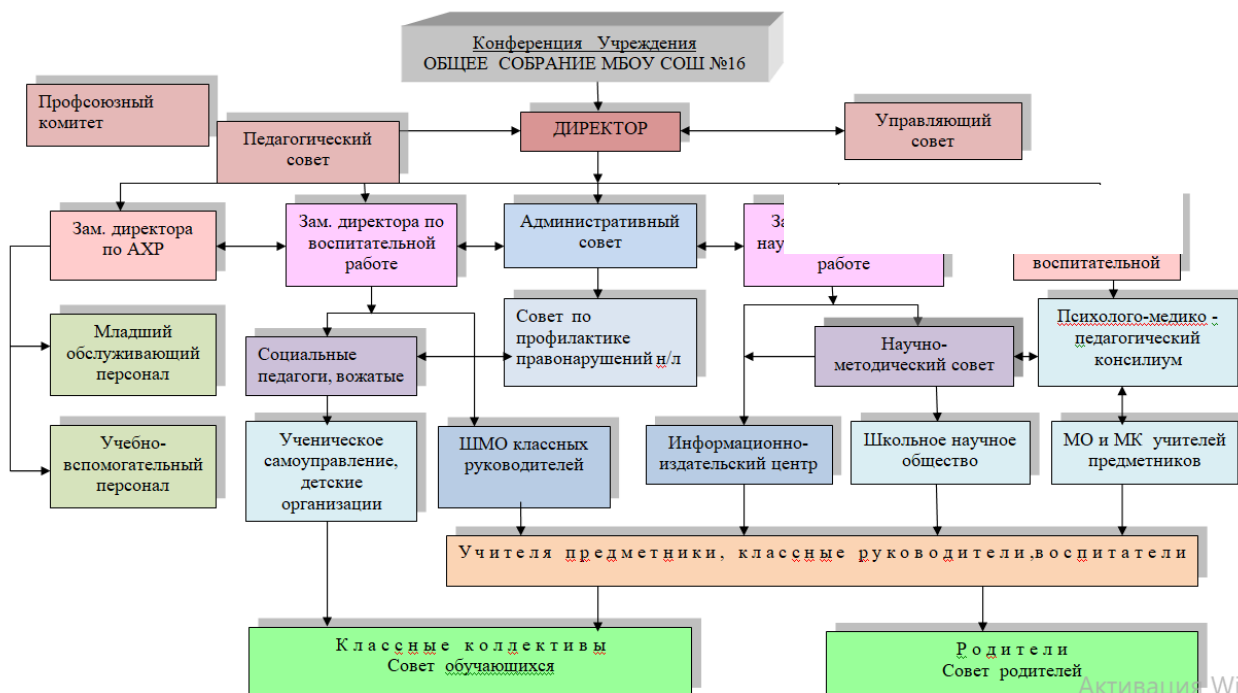 Конференция Учреждения
ОБЩЕЕ СОБРАНИЕ МБОУ СОШ №16
Профсоюзный
комитет
Педагогический
совет
ДИРЕКТОР
Управляющий
совет
Зам. директора
по АХР
Зам. директора по
воспитательной
работе
Административный
совет
работе
воспитательной
Младший
обслуживающий
персонал
Социальные
педагоги, вожатые
Совет по
профилактике
правонарушений н/л
Научно-
методический совет
Психолого-медико -
педагогический
консилиум
Учебно-
вспомогательный
персонал
Ученическое
самоуправление,
детские
организации
ШМО классных
руководителей
Информационно-
издательский центр
Школьное научное
общество
МО и МК учителей
предметников
Учителя предметники, классные руководители,воспитатели
Классные коллективы
Совет обучающихся
Родители
Совет родителей
Активация Wi